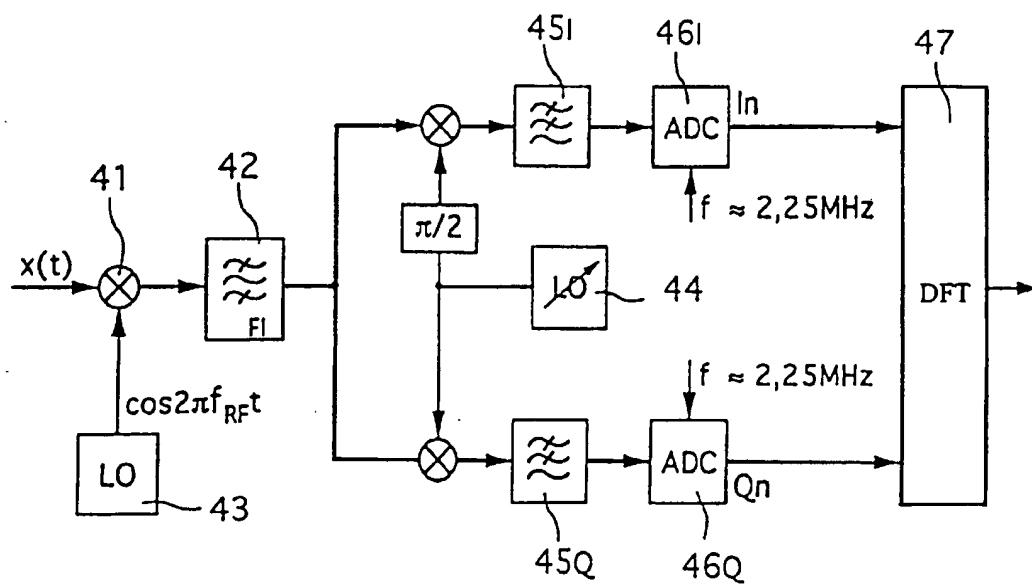 45I
46I
47
In
ADC
41
42
f ≈ 2,25MHz
π/2
x(t)
LO
44
DFT
FI
f ≈ 2,25MHz
cos2πf_RF t
LO
43
ADC
Qn
45Q
46Q